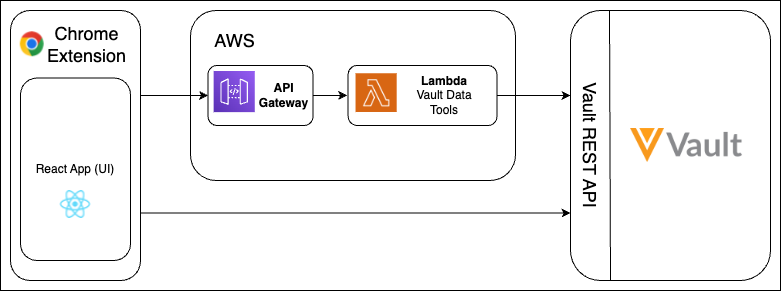 Chrome
Extension
React App (UI)
AWS
API
Gateway
Lambda
Vault Data
Tools
Vault REST API
Vault